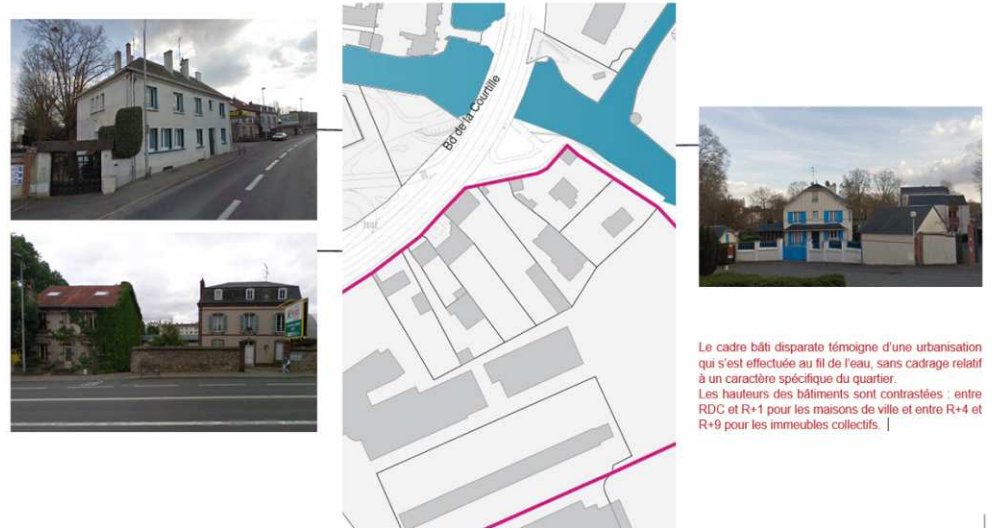 Bd de la Courtille
Le cadre bâti disparate témoigne d’une urbanisation
qui s’est effectuée au fil de l’eau, sans cadrage relatif
à un caractère spécifique du quartier.
Les hauteurs des bâtiments sont contrastées : entre
RDC et R+1 pour les maisons de ville et entre R+4 et
R+9 pour les immeubles collectifs.